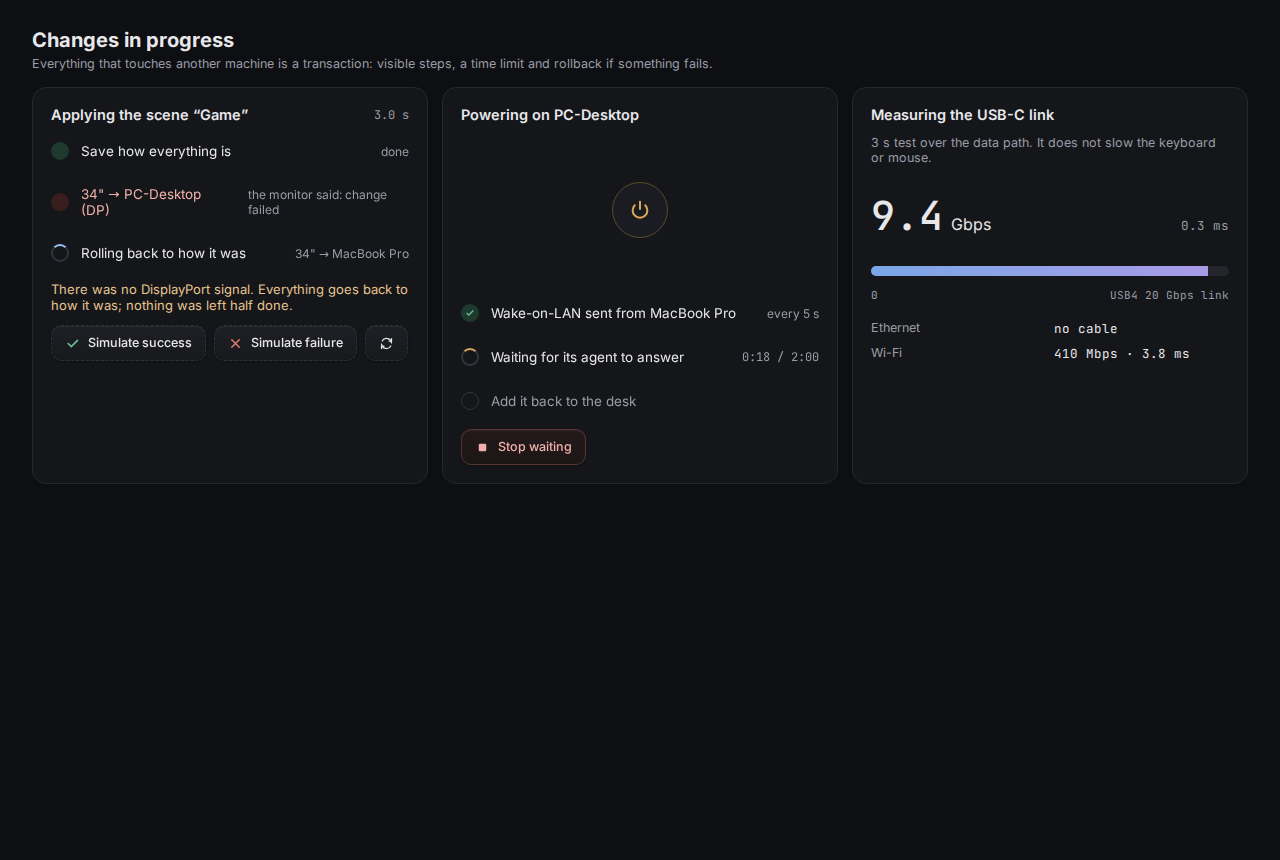 Changes in progress
Everything that touches another machine is a transaction: visible steps, a time limit and rollback if something fails.
Applying the scene “Game”
3.0 s
Save how everything is
done
34" → PC-Desktop
(DP)
the monitor said: change
failed
Rolling back to how it was
34" → MacBook Pro
There was no DisplayPort signal. Everything goes back to
how it was; nothing was left half done.
Simulate success
Simulate failure
Powering on PC-Desktop
Wake-on-LAN sent from MacBook Pro
every 5 s
Waiting for its agent to answer
0:18 / 2:00
Add it back to the desk
Stop waiting
Measuring the USB-C link
3 s test over the data path. It does not slow the keyboard
or mouse.
9.4 Gbps
0.3 ms
0
USB4 20 Gbps link
Ethernet
no cable
Wi-Fi
410 Mbps · 3.8 ms